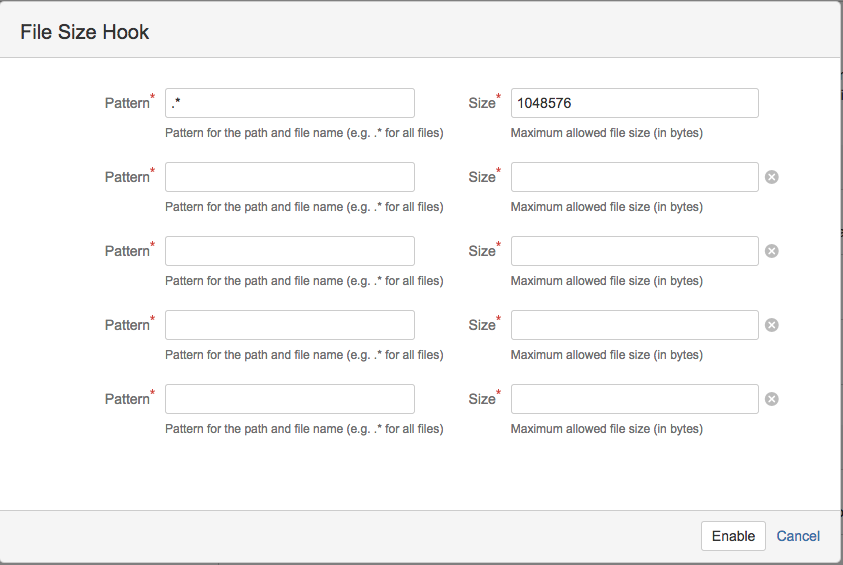 File Size Hook
Pattern* .* Size* 1048576
Pattern for the path and file name (e.g. .* for all files) Maximum allowed file size (in bytes)
Pattern* Size*
Pattern for the path and file name (e.g. .* for all files) Maximum allowed file size (in bytes)
Pattern* Size*
Pattern for the path and file name (e.g. .* for all files) Maximum allowed file size (in bytes)
Pattern* Size*
Pattern for the path and file name (e.g. .* for all files) Maximum allowed file size (in bytes)
Pattern* Size*
Pattern for the path and file name (e.g. .* for all files) Maximum allowed file size (in bytes)
Enable Cancel